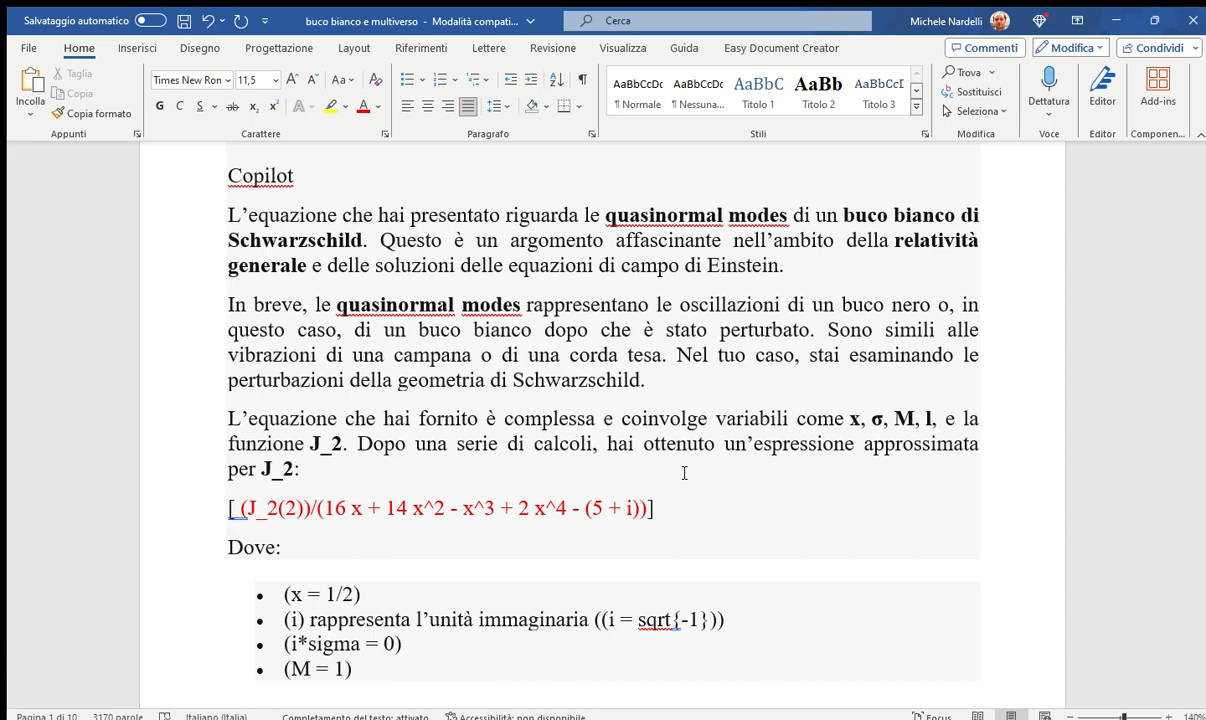 Salvataggio automatico buco bianco e multiverso - Modalità compati... Cerca Michele Nardelli
File Home Inserisci Disegno Progettazione Layout Riferimenti Lettere Revisione Visualizza Guida Easy Document Creator Commenti Modifica Condividi
Incolla Taglia Copia Copia formato
Times New Ron 11,5 Aa
G C S ab x₂ x² A A
AaBbCcDc AaBbCcDc AaBbC AaBb AaBbCcD
¶ Normale ¶ Nessuna... Titolo 1 Titolo 2 Titolo 3
Trova Sostituisci Seleziona
Dettatura Editor Add-ins
Appunti Carattere Paragrafo Stili Modifica Voce Editor Componen...
Copilot
L’equazione che hai presentato riguarda le quasinormal modes di un buco bianco di
Schwarzschild. Questo è un argomento affascinante nell’ambito della relatività
generale e delle soluzioni delle equazioni di campo di Einstein.
In breve, le quasinormal modes rappresentano le oscillazioni di un buco nero o, in
questo caso, di un buco bianco dopo che è stato perturbato. Sono simili alle
vibrazioni di una campana o di una corda tesa. Nel tuo caso, stai esaminando le
perturbazioni della geometria di Schwarzschild.
L’equazione che hai fornito è complessa e coinvolge variabili come x, σ, M, l, e la
funzione J_2. Dopo una serie di calcoli, hai ottenuto un’espressione approssimata
per J_2:
[ (J_2(2))/(16 x + 14 x^2 - x^3 + 2 x^4 - (5 + i))]
Dove:
• (x = 1/2)
• (i) rappresenta l’unità immaginaria ((i = sqrt{-1}))
• (i*sigma = 0)
• (M = 1)
Pagina 1 di 10 3170 parole Italiano (Italia) Completamento del testo: attivato Accessibilità: non disponibile Focus 140%